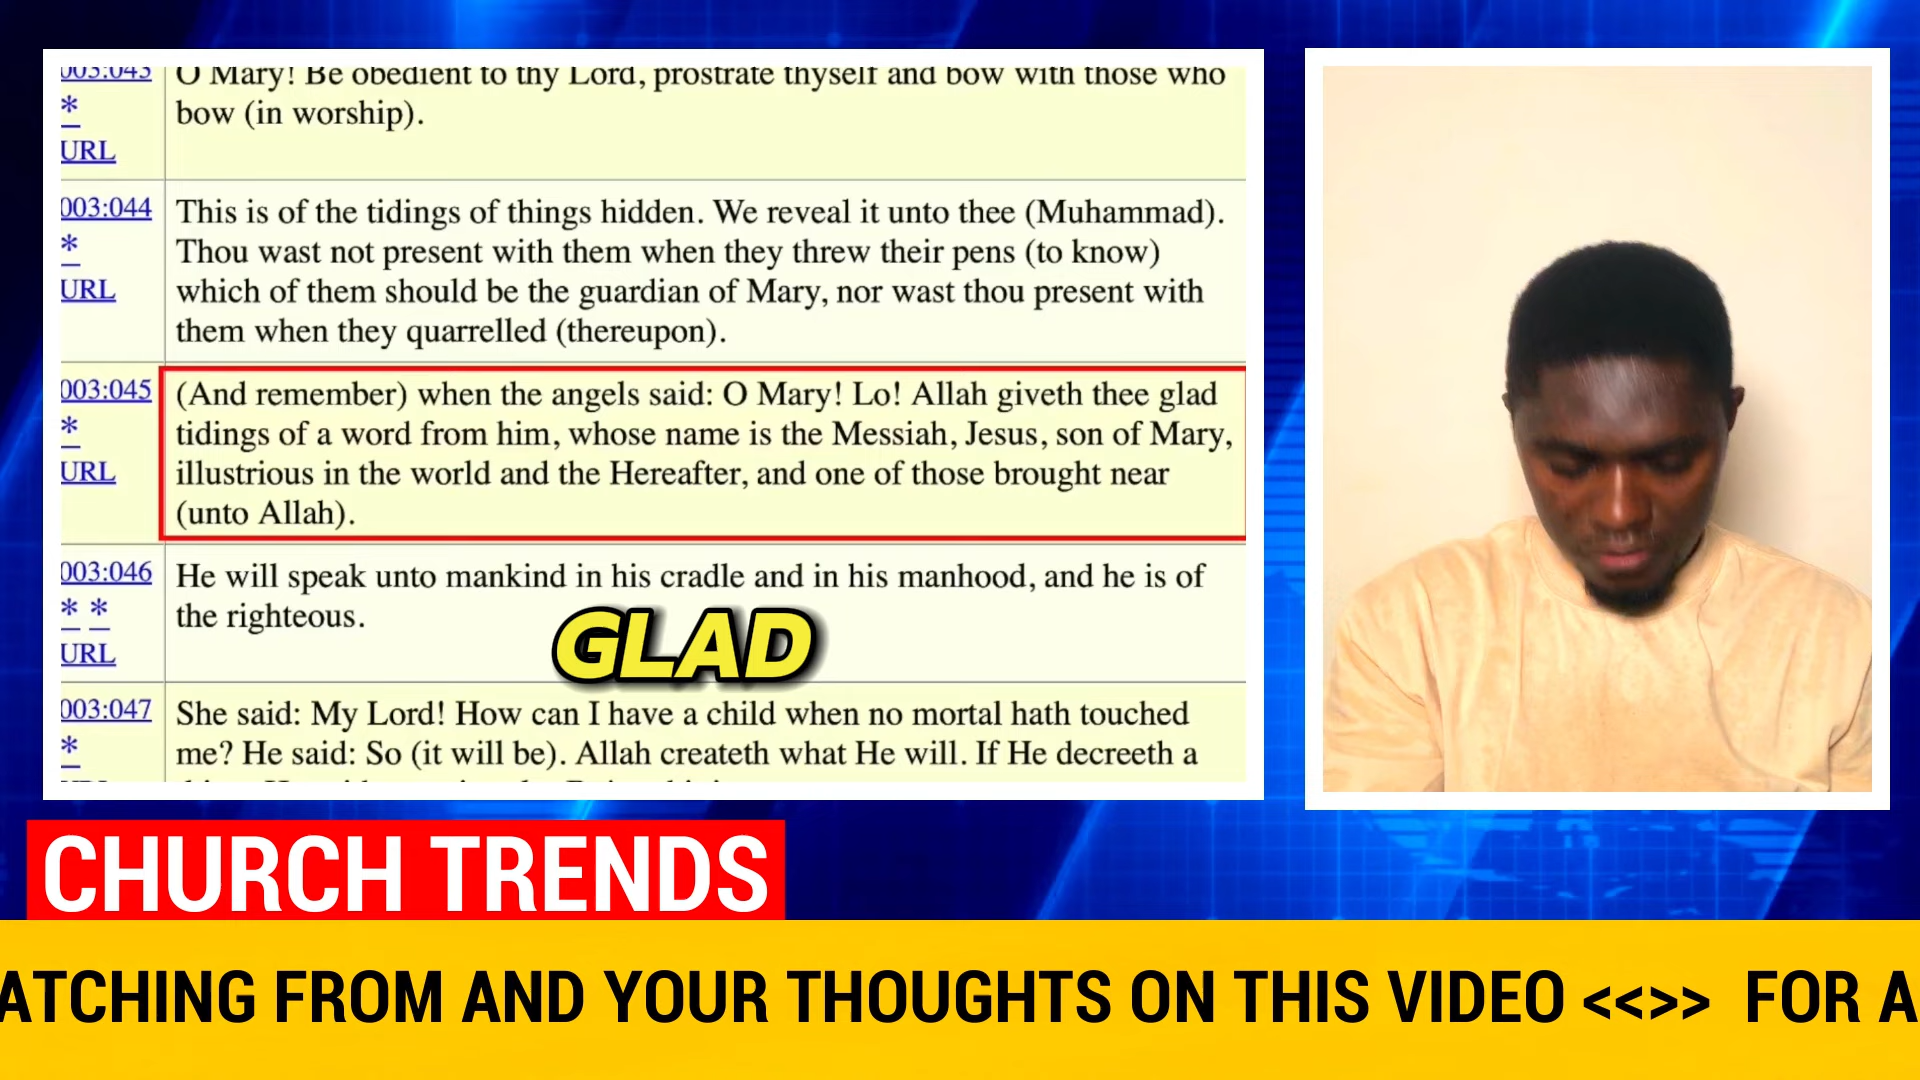 003:043
*
URL
O Mary! Be obedient to thy Lord, prostrate thyself and bow with those who
bow (in worship).
003:044
*
URL
This is of the tidings of things hidden. We reveal it unto thee (Muhammad).
Thou wast not present with them when they threw their pens (to know)
which of them should be the guardian of Mary, nor wast thou present with
them when they quarrelled (thereupon).
003:045
*
URL
(And remember) when the angels said: O Mary! Lo! Allah giveth thee glad
tidings of a word from him, whose name is the Messiah, Jesus, son of Mary,
illustrious in the world and the Hereafter, and one of those brought near
(unto Allah).
003:046
* *
URL
He will speak unto mankind in his cradle and in his manhood, and he is of
the righteous.
GLAD
003:047
*
She said: My Lord! How can I have a child when no mortal hath touched
me? He said: So (it will be). Allah createth what He will. If He decreeth a
CHURCH TRENDS
ATCHING FROM AND YOUR THOUGHTS ON THIS VIDEO <<>> FOR A